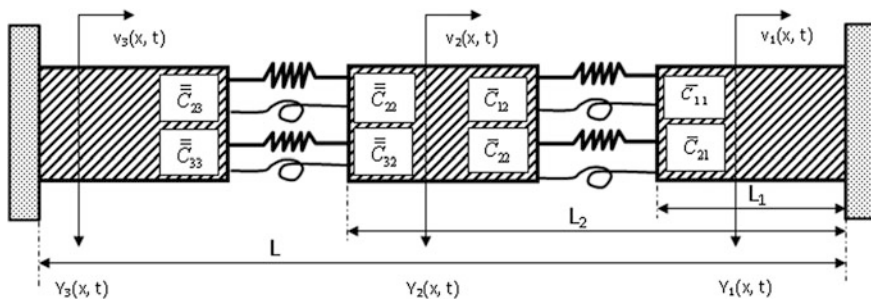 v₃(x, t) v₂(x, t) v₁(x, t)
C̿₂₃ C̿₂₂ C̅₁₂ C̅₁₁
C̿₃₃ C̿₃₂ C̅₂₂ C̅₂₁
L₁
L₂
L
Y₃(x, t) Y₂(x, t) Y₁(x, t)